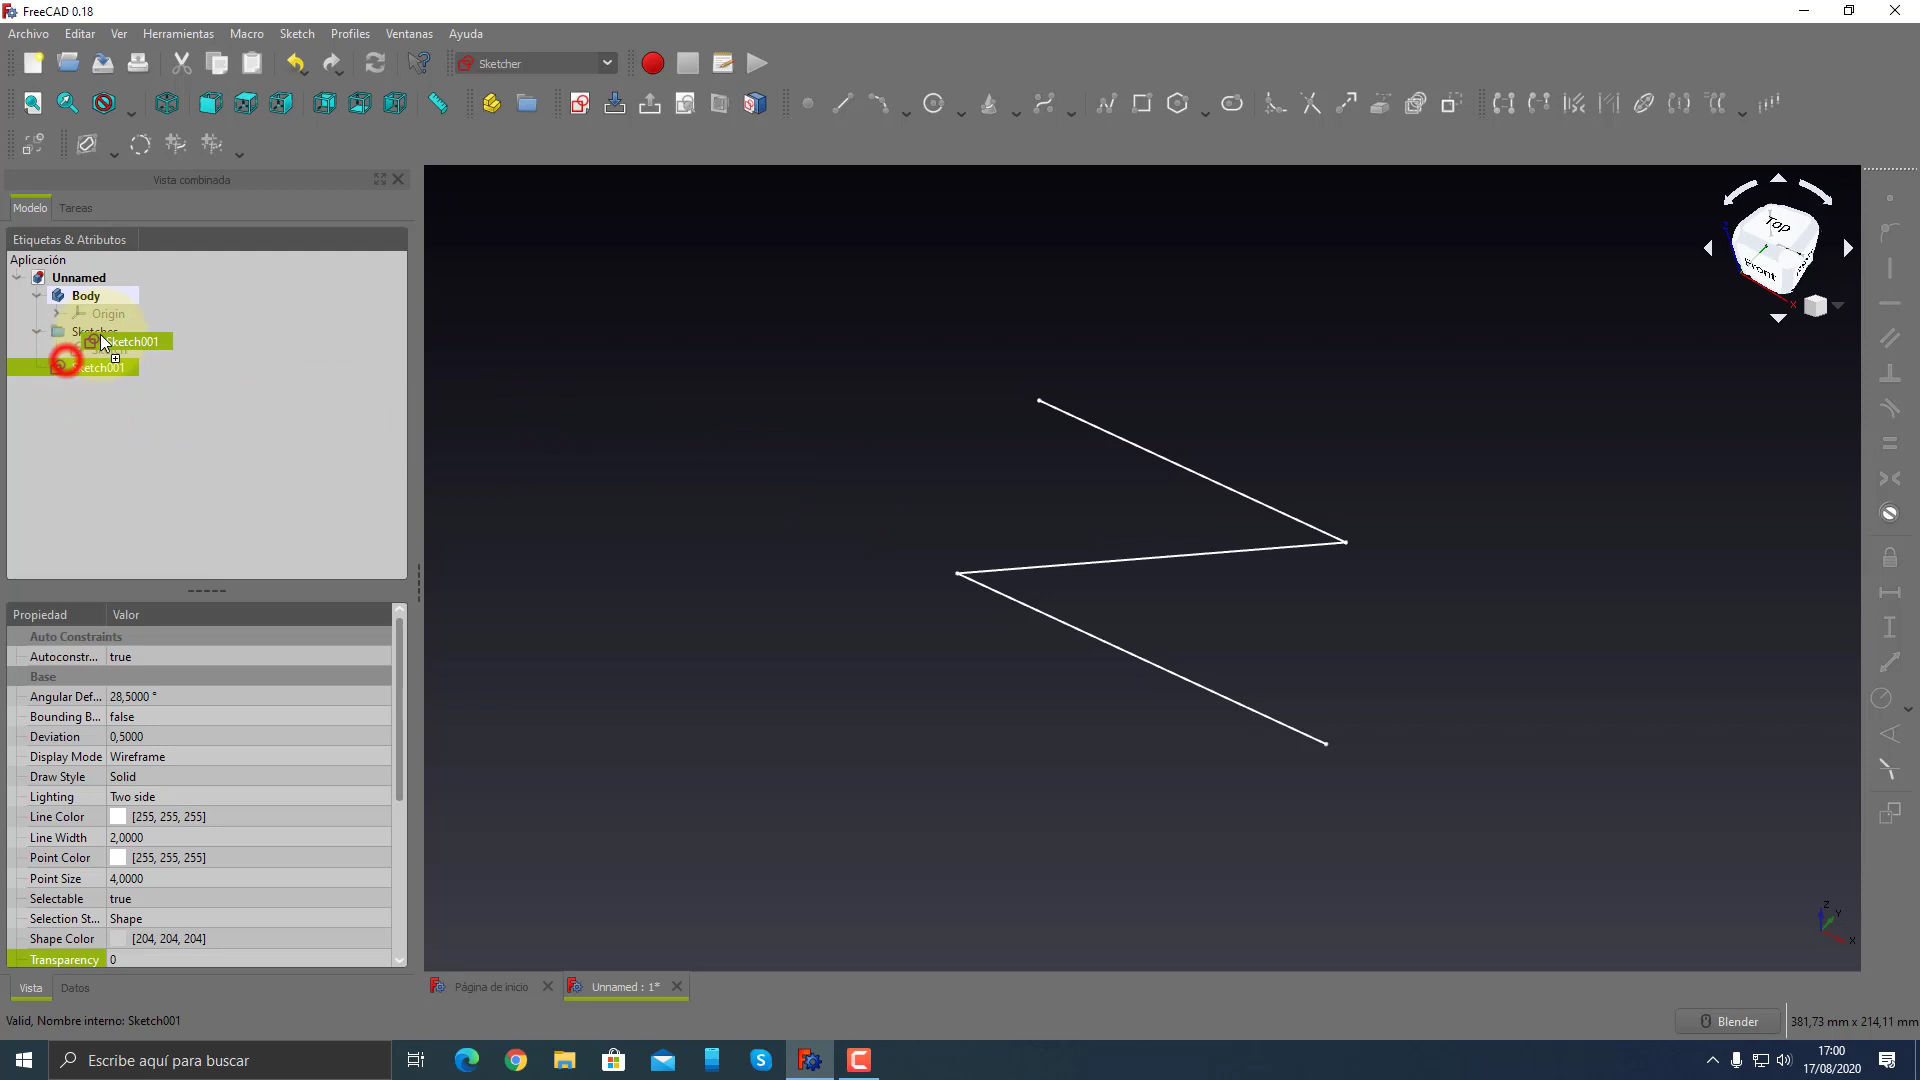 FreeCAD 0.18
Archivo Editar Ver Herramientas Macro Sketch Profiles Ventanas Ayuda
Sketcher
Vista combinada
Modelo Tareas
Etiquetas & Atributos
Aplicación
Unnamed
Body
Origin
Sketches
Sketch001
Sketch001
Top
Front
X
Propiedad Valor
Auto Constraints
Autoconstr... true
Base
Angular Def... 28,5000 °
Bounding B... false
Deviation 0,5000
Display Mode Wireframe
Draw Style Solid
Lighting Two side
Line Color [255, 255, 255]
Line Width 2,0000
Point Color [255, 255, 255]
Point Size 4,0000
Selectable true
Selection St... Shape
Shape Color [204, 204, 204]
Transparency 0
Z
Y
X
Vista Datos
Página de inicio Unnamed : 1*
Valid, Nombre interno: Sketch001
Blender 381,73 mm x 214,11 mm
Escribe aquí para buscar
17:00
17/08/2020